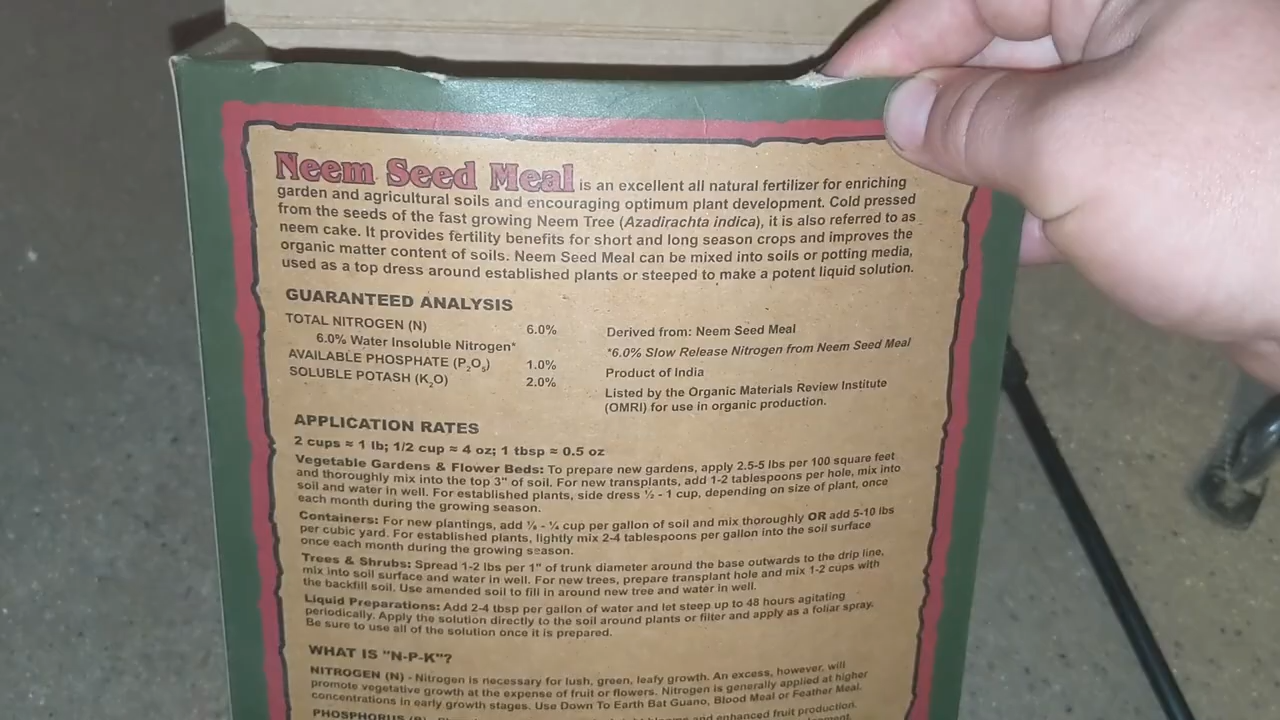 Neem Seed Meal is an excellent all natural fertilizer for enriching
garden and agricultural soils and encouraging optimum plant development. Cold pressed
from the seeds of the fast growing Neem Tree (Azadirachta indica), it is also referred to as
neem cake. It provides fertility benefits for short and long season crops and improves the
organic matter content of soils. Neem Seed Meal can be mixed into soils or potting media,
used as a top dress around established plants or steeped to make a potent liquid solution.
GUARANTEED ANALYSIS
TOTAL NITROGEN (N) 6.0%
6.0% Water Insoluble Nitrogen*
AVAILABLE PHOSPHATE (P₂O₅) 1.0%
SOLUBLE POTASH (K₂O) 2.0%
Derived from: Neem Seed Meal
*6.0% Slow Release Nitrogen from Neem Seed Meal
Product of India
Listed by the Organic Materials Review Institute
(OMRI) for use in organic production.
APPLICATION RATES
2 cups ≈ 1 lb; 1/2 cup ≈ 4 oz; 1 tbsp ≈ 0.5 oz
Vegetable Gardens & Flower Beds: To prepare new gardens, apply 2.5-5 lbs per 100 square feet
and thoroughly mix into the top 3" of soil. For new transplants, add 1-2 tablespoons per hole, mix into
soil and water in well. For established plants, side dress ½ - 1 cup, depending on size of plant, once
each month during the growing season.
Containers: For new plantings, add ⅛ - ¼ cup per gallon of soil and mix thoroughly OR add 5-10 lbs
per cubic yard. For established plants, lightly mix 2-4 tablespoons per gallon into the soil surface
once each month during the growing season.
Trees & Shrubs: Spread 1-2 lbs per 1" of trunk diameter around the base outwards to the drip line,
mix into soil surface and water in well. For new trees, prepare transplant hole and mix 1-2 cups with
the backfill soil. Use amended soil to fill in around new tree and water in well.
Liquid Preparations: Add 2-4 tbsp per gallon of water and let steep up to 48 hours agitating
periodically. Apply the solution directly to the soil around plants or filter and apply as a foliar spray.
Be sure to use all of the solution once it is prepared.
WHAT IS "N-P-K"?
NITROGEN (N) - Nitrogen is necessary for lush, green, leafy growth. An excess, however, will
promote vegetative growth at the expense of fruit or flowers. Nitrogen is generally applied at higher
concentrations in early growth stages. Use Down To Earth Bat Guano, Blood Meal or Feather Meal.
PHOSPHORUS and enhanced fruit production.